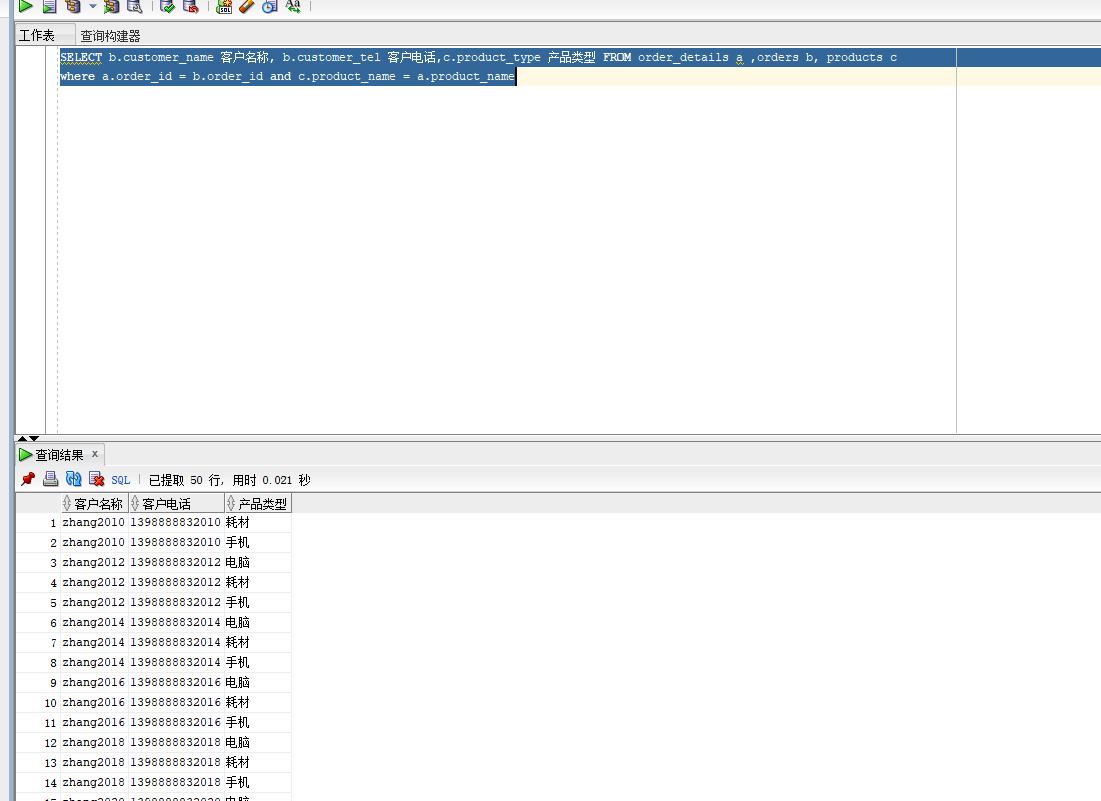 工作表 查询构建器
SELECT b.customer_name 客户名称, b.customer_tel 客户电话,c.product_type 产品类型 FROM order_details a ,orders b, products c
where a.order_id = b.order_id and c.product_name = a.product_name
查询结果 x
SQL | 已提取 50 行, 用时 0.021 秒
客户名称 客户电话 产品类型
1 zhang2010 1398888832010 耗材
2 zhang2010 1398888832010 手机
3 zhang2012 1398888832012 电脑
4 zhang2012 1398888832012 耗材
5 zhang2012 1398888832012 手机
6 zhang2014 1398888832014 电脑
7 zhang2014 1398888832014 耗材
8 zhang2014 1398888832014 手机
9 zhang2016 1398888832016 电脑
10 zhang2016 1398888832016 耗材
11 zhang2016 1398888832016 手机
12 zhang2018 1398888832018 电脑
13 zhang2018 1398888832018 耗材
14 zhang2018 1398888832018 手机